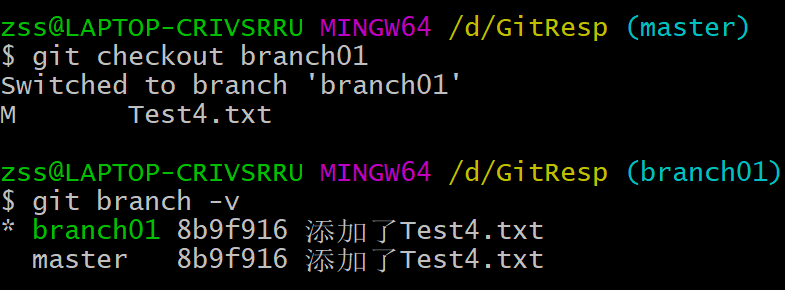 zss@LAPTOP-CRIVSRRU MINGW64 /d/GitResp (master)
$ git checkout branch01
Switched to branch 'branch01'
M       Test4.txt
zss@LAPTOP-CRIVSRRU MINGW64 /d/GitResp (branch01)
$ git branch -v
* branch01 8b9f916 添加了Test4.txt
  master   8b9f916 添加了Test4.txt